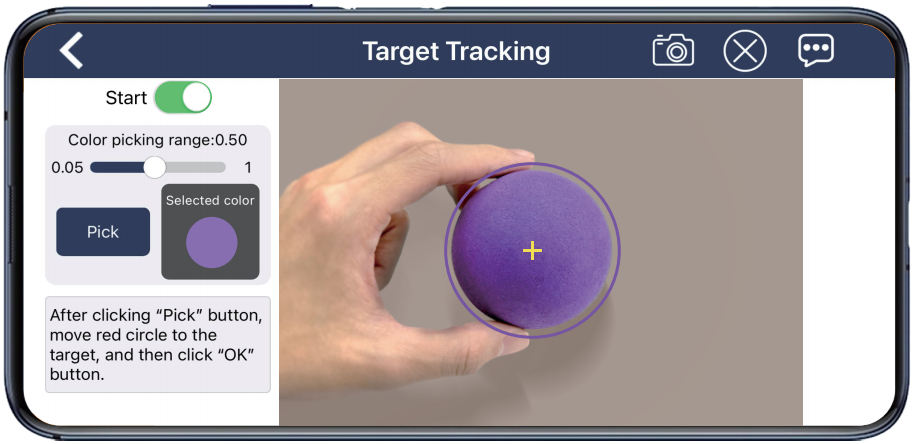 Target Tracking
Start
Color picking range:0.50
0.05 1
Pick
Selected color
After clicking “Pick” button,
move red circle to the
target, and then click “OK”
button.